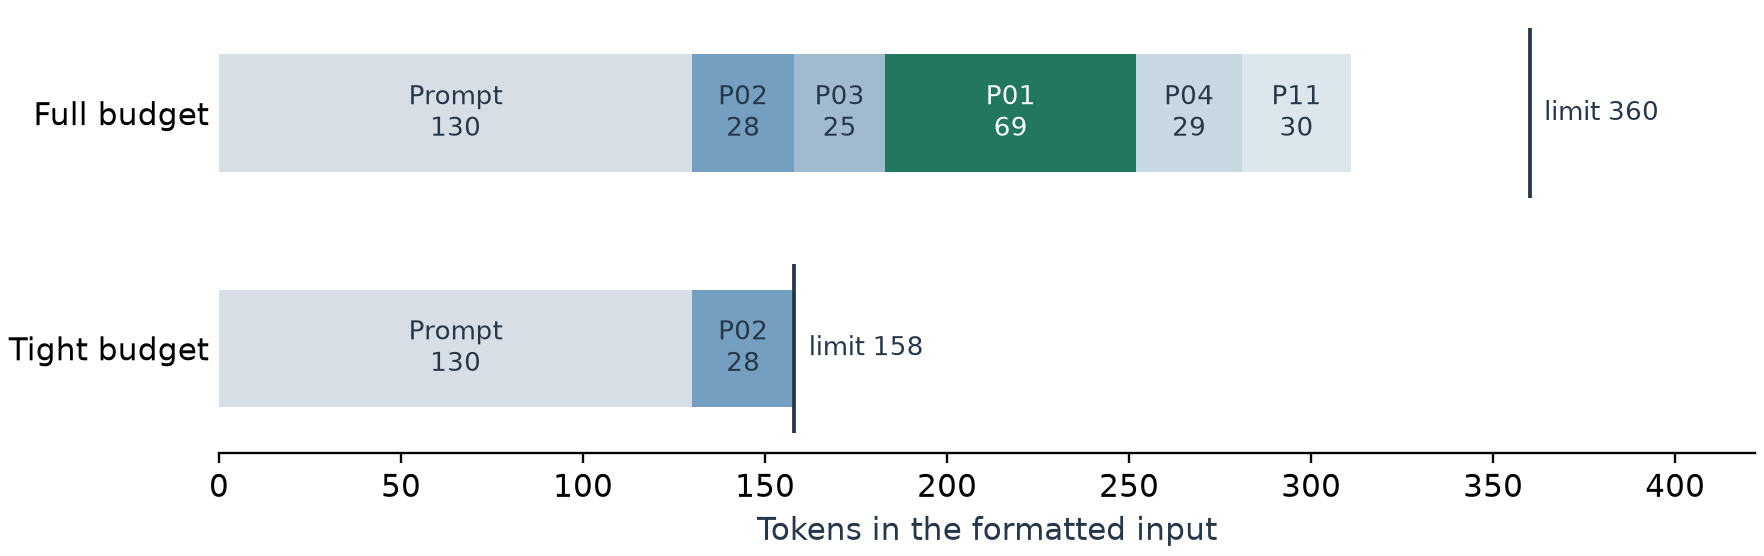 Prompt
130
P02
28
P03
25
P01
69
P04
29
P11
30
Full budget
limit 360
Prompt
130
P02
28
Tight budget
limit 158
0 50 100 150 200 250 300 350 400
Tokens in the formatted input